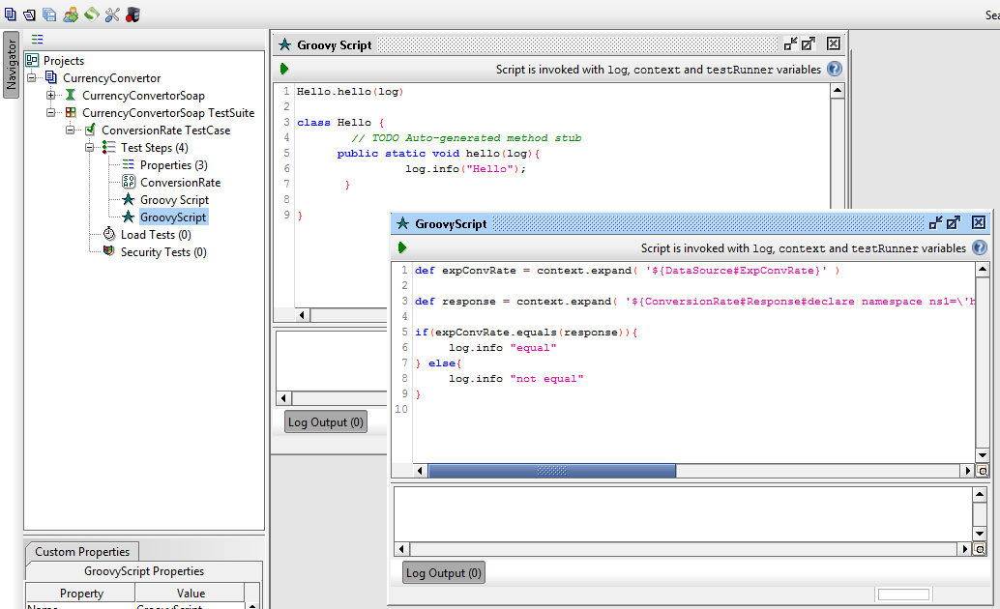 Sea
Navigator
Projects
CurrencyConvertor
CurrencyConvertorSoap
CurrencyConvertorSoap TestSuite
ConversionRate TestCase
Test Steps (4)
Properties (3)
ConversionRate
Groovy Script
GroovyScript
Load Tests (0)
Security Tests (0)
Custom Properties
GroovyScript Properties
Property Value
Name GroovyScript
Groovy Script
Script is invoked with log, context and testRunner variables
1 Hello.hello(log)
2
3 class Hello {
4 // TODO Auto-generated method stub
5 public static void hello(log){
6 log.info("Hello");
7 }
8
9 }
Log Output (0)
GroovyScript
Script is invoked with log, context and testRunner variables
1 def expConvRate = context.expand( '${DataSource#ExpConvRate}' )
2
3 def response = context.expand( '${ConversionRate#Response#declare namespace ns1=\'h
4
5 if(expConvRate.equals(response)){
6 log.info "equal"
7 } else{
8 log.info "not equal"
9 }
10
Log Output (0)